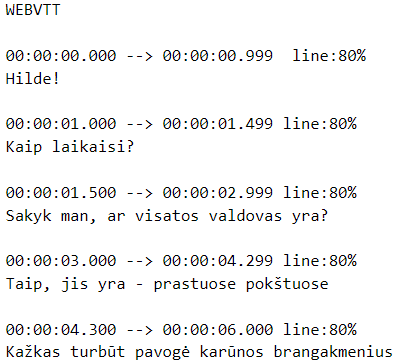 WEBVTT
00:00:00.000 --> 00:00:00.999  line:80%
Hilde!
00:00:01.000 --> 00:00:01.499 line:80%
Kaip laikaisi?
00:00:01.500 --> 00:00:02.999 line:80%
Sakyk man, ar visatos valdovas yra?
00:00:03.000 --> 00:00:04.299 line:80%
Taip, jis yra - prastuose pokštuose
00:00:04.300 --> 00:00:06.000 line:80%
Kažkas turbūt pavogė karūnos brangakmenius